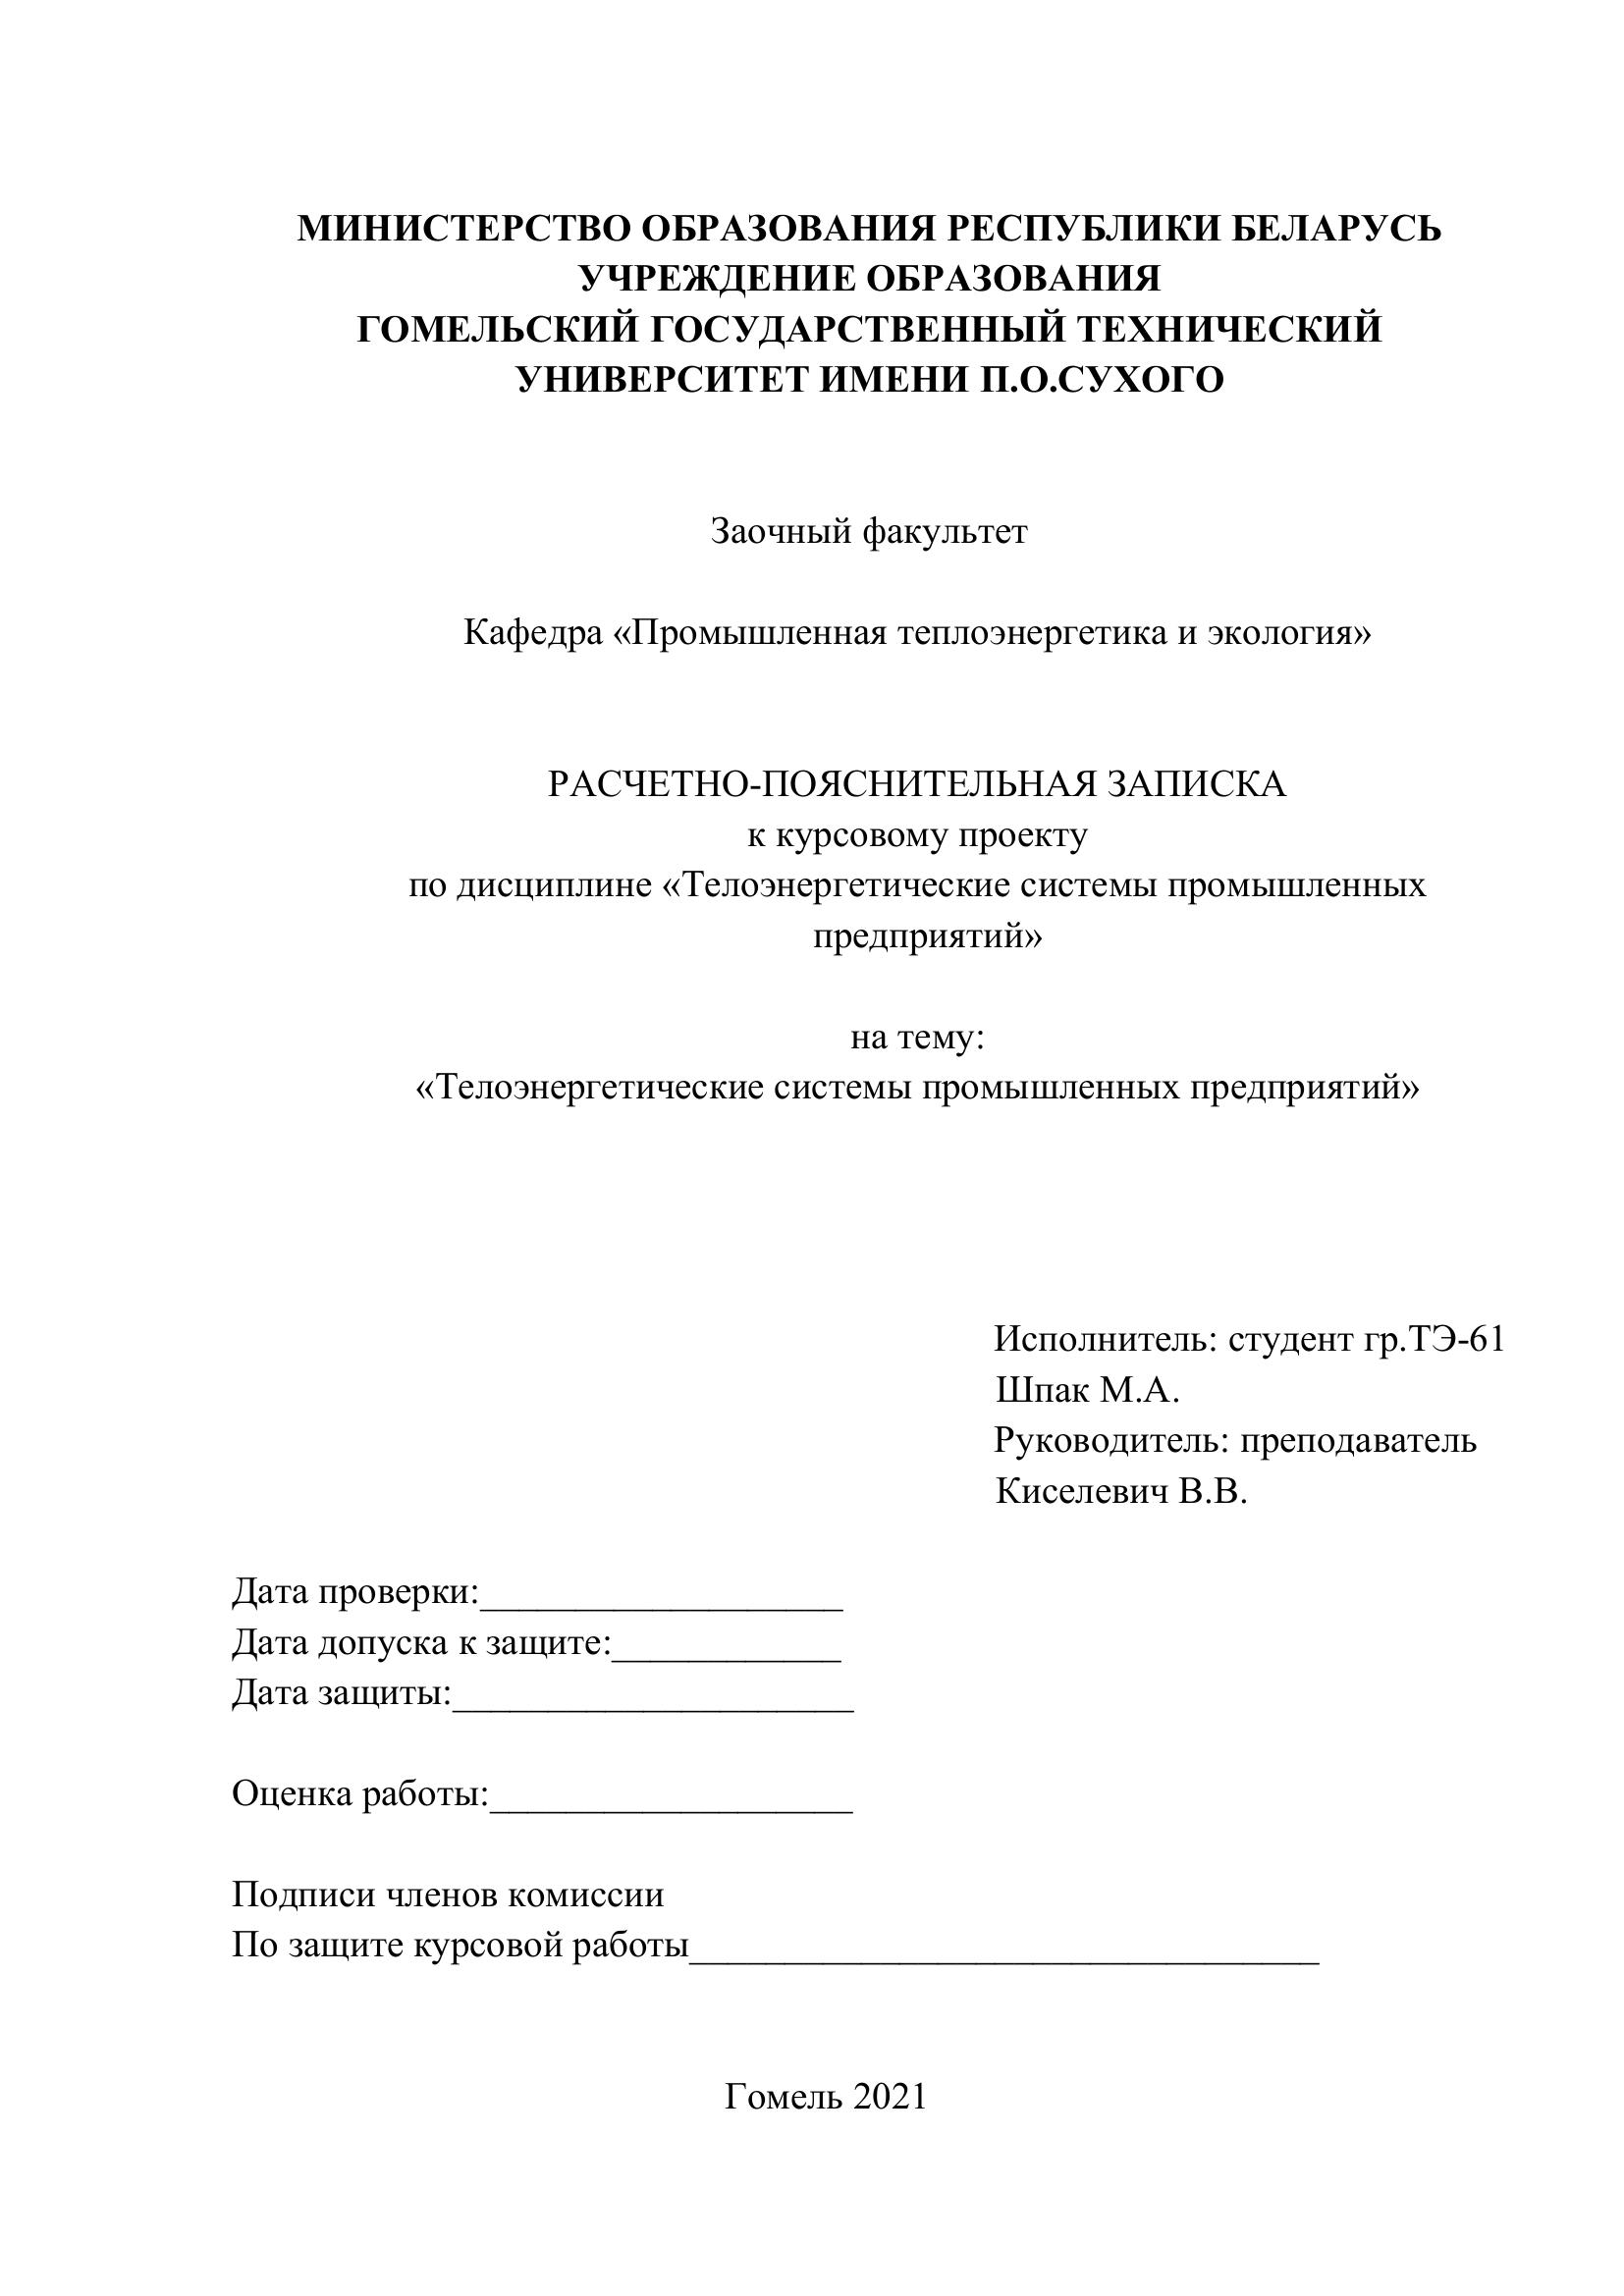 МИНИСТЕРСТВО ОБРАЗОВАНИЯ РЕСПУБЛИКИ БЕЛАРУСЬ
УЧРЕЖДЕНИЕ ОБРАЗОВАНИЯ
ГОМЕЛЬСКИЙ ГОСУДАРСТВЕННЫЙ ТЕХНИЧЕСКИЙ
УНИВЕРСИТЕТ ИМЕНИ П.О.СУХОГО
Заочный факультет
Кафедра «Промышленная теплоэнергетика и экология»
РАСЧЕТНО-ПОЯСНИТЕЛЬНАЯ ЗАПИСКА
к курсовому проекту
по дисциплине «Телоэнергетические системы промышленных
предприятий»
на тему:
«Телоэнергетические системы промышленных предприятий»
Исполнитель: студент гр.ТЭ-61
Шпак М.А.
Руководитель: преподаватель
Киселевич В.В.
Дата проверки:___________________
Дата допуска к защите:____________
Дата защиты:_____________________
Оценка работы:___________________
Подписи членов комиссии
По защите курсовой работы_________________________________
Гомель 2021